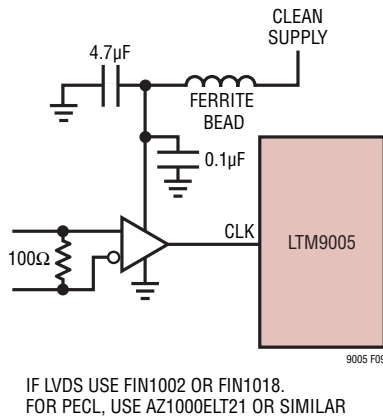 CLEAN
SUPPLY
4.7µF
FERRITE
BEAD
0.1µF
CLK
LTM9005
100Ω
9005 F09
IF LVDS USE FIN1002 OR FIN1018.
FOR PECL, USE AZ1000ELT21 OR SIMILAR